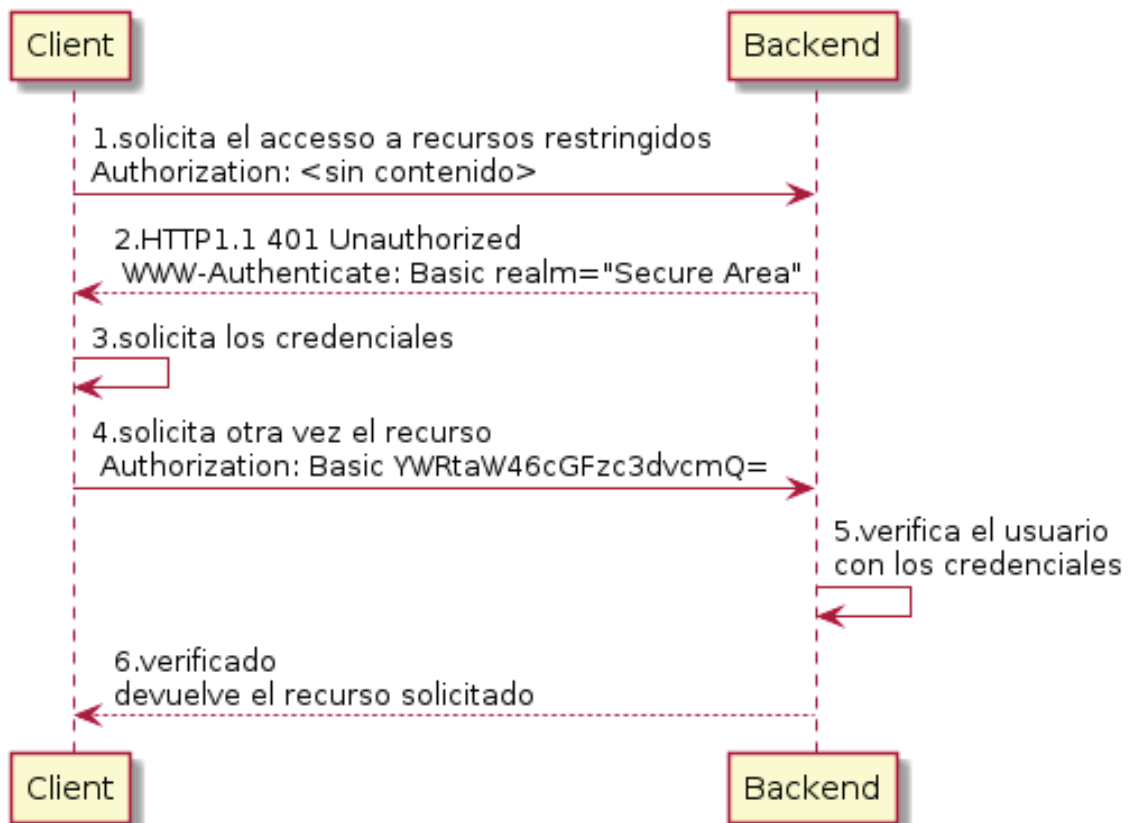 Client
Backend
1.solicita el accesso a recursos restringidos
Authorization: <sin contenido>
2.HTTP1.1 401 Unauthorized
WWW-Authenticate: Basic realm="Secure Area"
3.solicita los credenciales
4.solicita otra vez el recurso
Authorization: Basic YWRtaW46cGFzc3dvcmQ=
5.verifica el usuario
con los credenciales
6.verificado
devuelve el recurso solicitado
Client
Backend